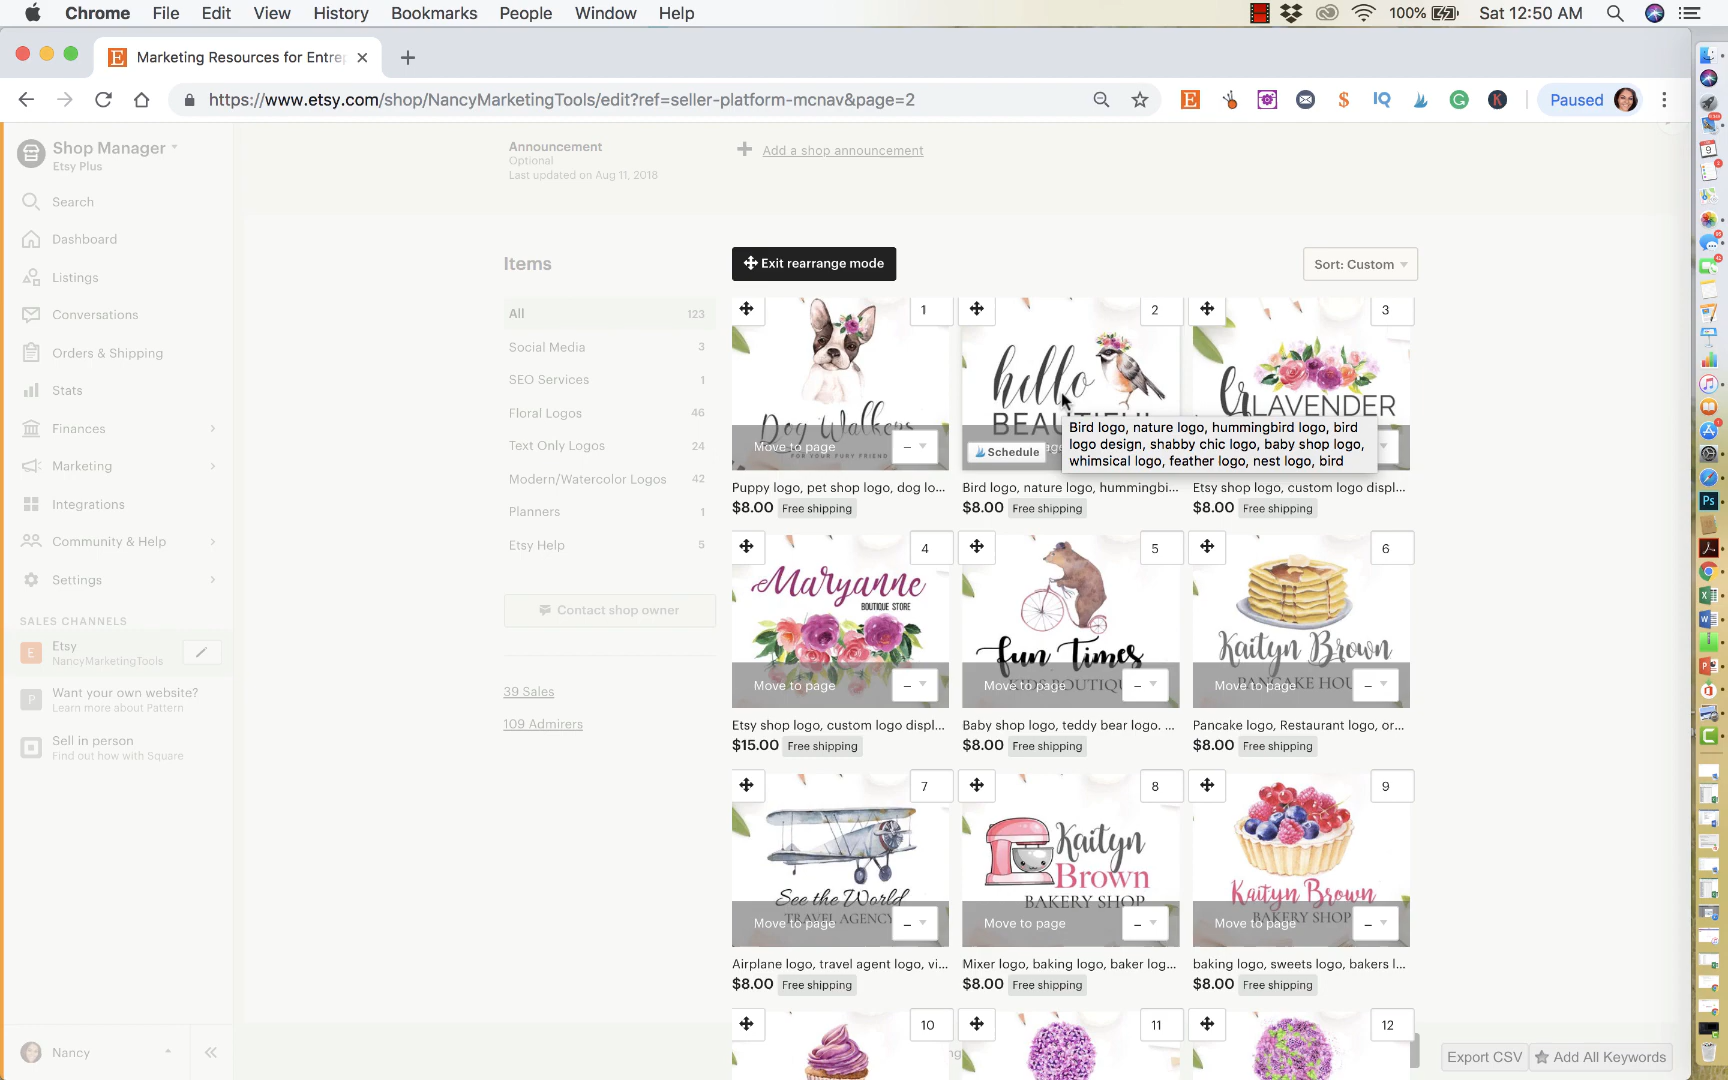 Chrome File Edit View History Bookmarks People Window Help
100% Sat 12:50 AM
Marketing Resources for Entre
https://www.etsy.com/shop/NancyMarketingTools/edit?ref=seller-platform-mcnav&page=2
Paused
Shop Manager
Etsy Plus
Search
Dashboard
Listings
Conversations
Orders & Shipping
Stats
Finances
Marketing
Integrations
Community & Help
Settings
SALES CHANNELS
Etsy
NancyMarketingTools
Want your own website?
Learn more about Pattern
Sell in person
Find out how with Square
Nancy
Announcement
Optional
Last updated on Aug 11, 2018
Add a shop announcement
Items
All 123
Social Media 3
SEO Services 1
Floral Logos 46
Text Only Logos 24
Modern/Watercolor Logos 42
Planners 1
Etsy Help 5
Contact shop owner
39 Sales
109 Admirers
Exit rearrange mode
Sort: Custom
1
Dog Walkers
FOR YOUR FURY FRIEND
Move to page –
Puppy logo, pet shop logo, dog lo...
$8.00 Free shipping
2
hello
BEAUTIFUL
Schedule
Bird logo, nature logo, hummingbird logo, bird
logo design, shabby chic logo, baby shop logo,
whimsical logo, feather logo, nest logo, bird
Bird logo, nature logo, hummingbi...
$8.00 Free shipping
3
lr LAVENDER
Etsy shop logo, custom logo displ...
$8.00 Free shipping
4
Maryanne
BOUTIQUE STORE
Move to page –
Etsy shop logo, custom logo displ...
$15.00 Free shipping
5
fun times
KIDS BOUTIQU
Move to page –
Baby shop logo, teddy bear logo. ...
$8.00 Free shipping
6
Kaityn Brown
PANCAKE HOU
Move to page –
Pancake logo, Restaurant logo, or...
$8.00 Free shipping
7
See the World
TRAVEL AGENCY
Move to page –
Airplane logo, travel agent logo, vi...
$8.00 Free shipping
8
Kaityn
Brown
BAKERY SHOP
Move to page –
Mixer logo, baking logo, baker log...
$8.00 Free shipping
9
Kaityn Brown
BAKERY SHOP
Move to page –
baking logo, sweets logo, bakers l...
$8.00 Free shipping
10
11
12
Export CSV
Add All Keywords